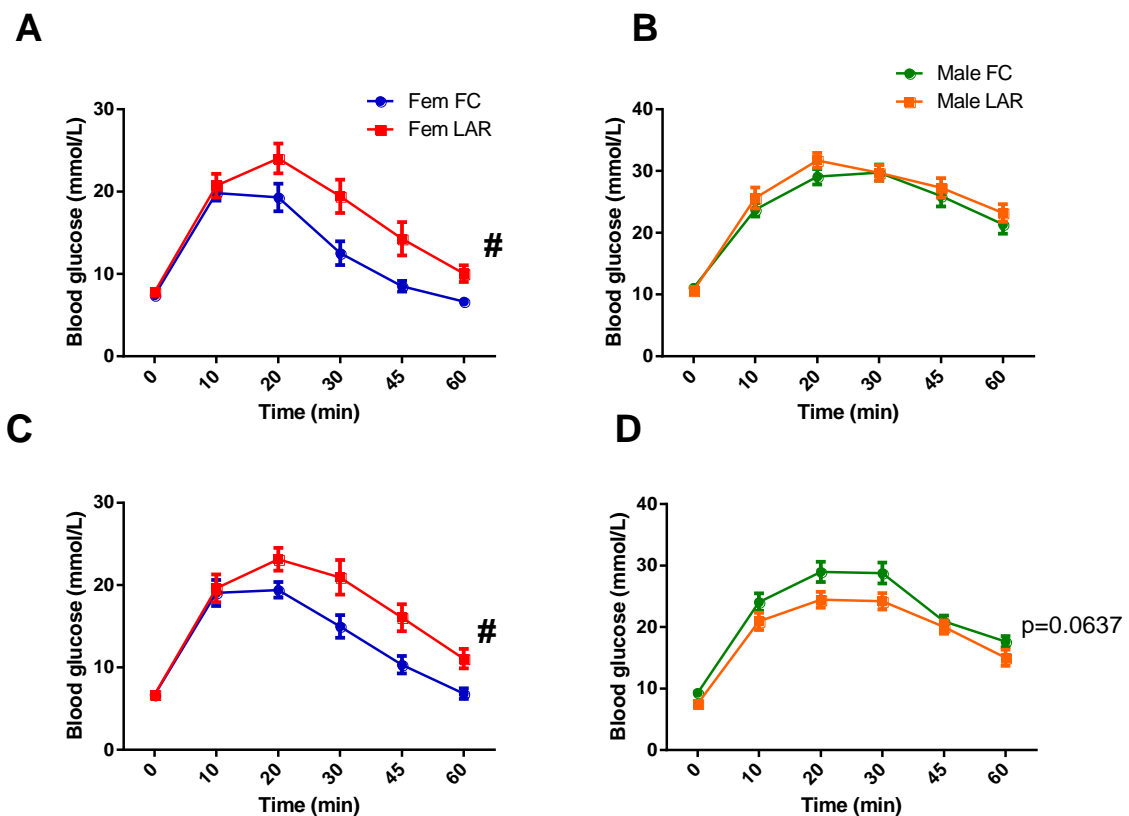 A
Fem FC
Fem LAR
Blood glucose (mmol/L)
30
20
10
0
#
0
10
20
30
45
60
Time (min)
B
Male FC
Male LAR
Blood glucose (mmol/L)
40
30
20
10
0
0
10
20
30
45
60
Time (min)
C
Blood glucose (mmol/L)
30
20
10
0
#
0
10
20
30
45
60
Time (min)
D
Blood glucose (mmol/L)
40
30
20
10
0
p=0.0637
0
10
20
30
45
60
Time (min)